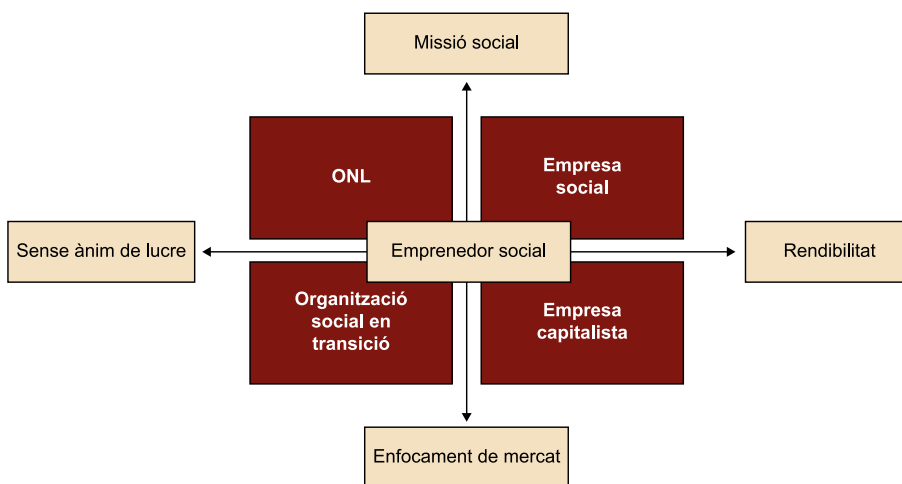 Missió social
ONL
Empresa
social
Sense ànim de lucre
Emprenedor social
Rendibilitat
Organització
social en
transició
Empresa
capitalista
Enfocament de mercat